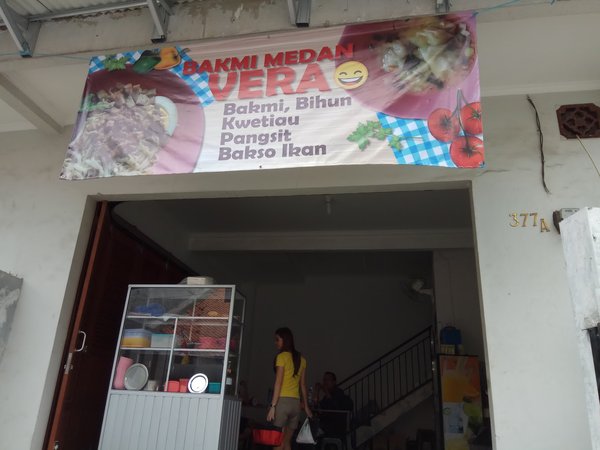 BAKMI MEDAN
VERA
Bakmi, Bihun
Kwetiau
Pangsit
Bakso Ikan
377A